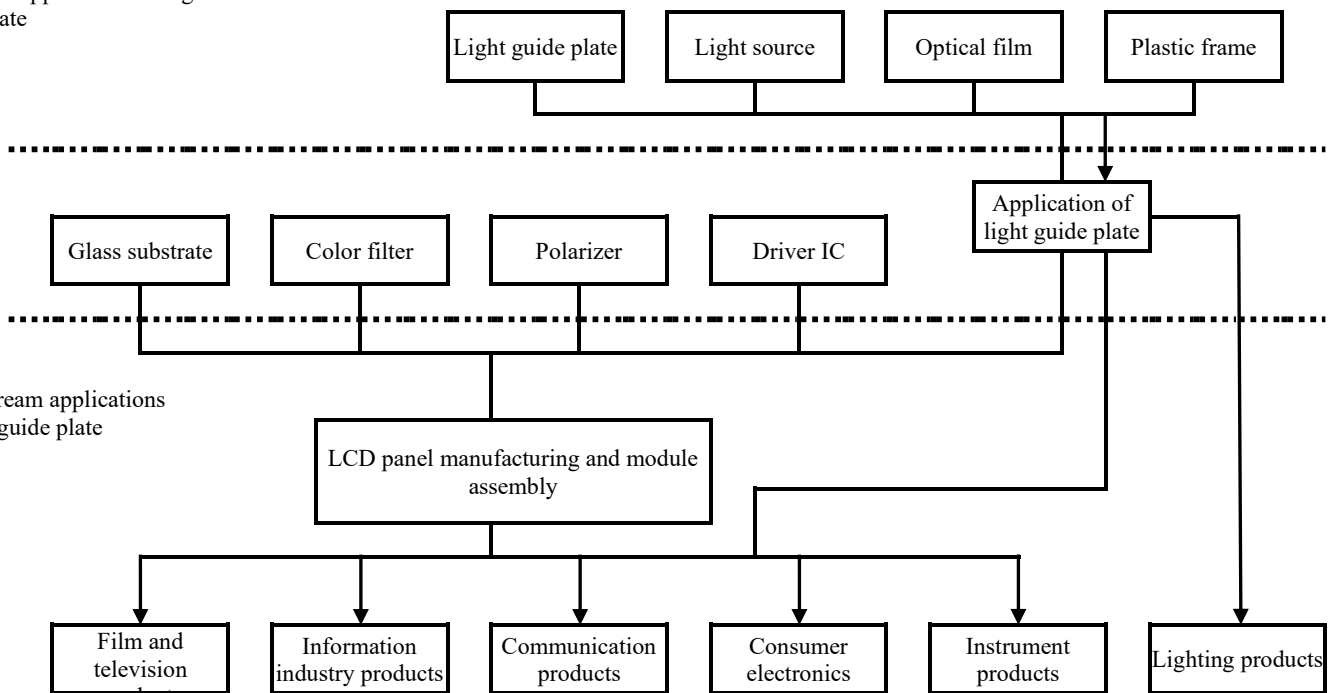 ate
Light guide plate
Light source
Optical film
Plastic frame
Application of
light guide plate
Glass substrate
Color filter
Polarizer
Driver IC
ream applications
guide plate
LCD panel manufacturing and module
assembly
Film and
television
Information
industry products
Communication
products
Consumer
electronics
Instrument
products
Lighting products